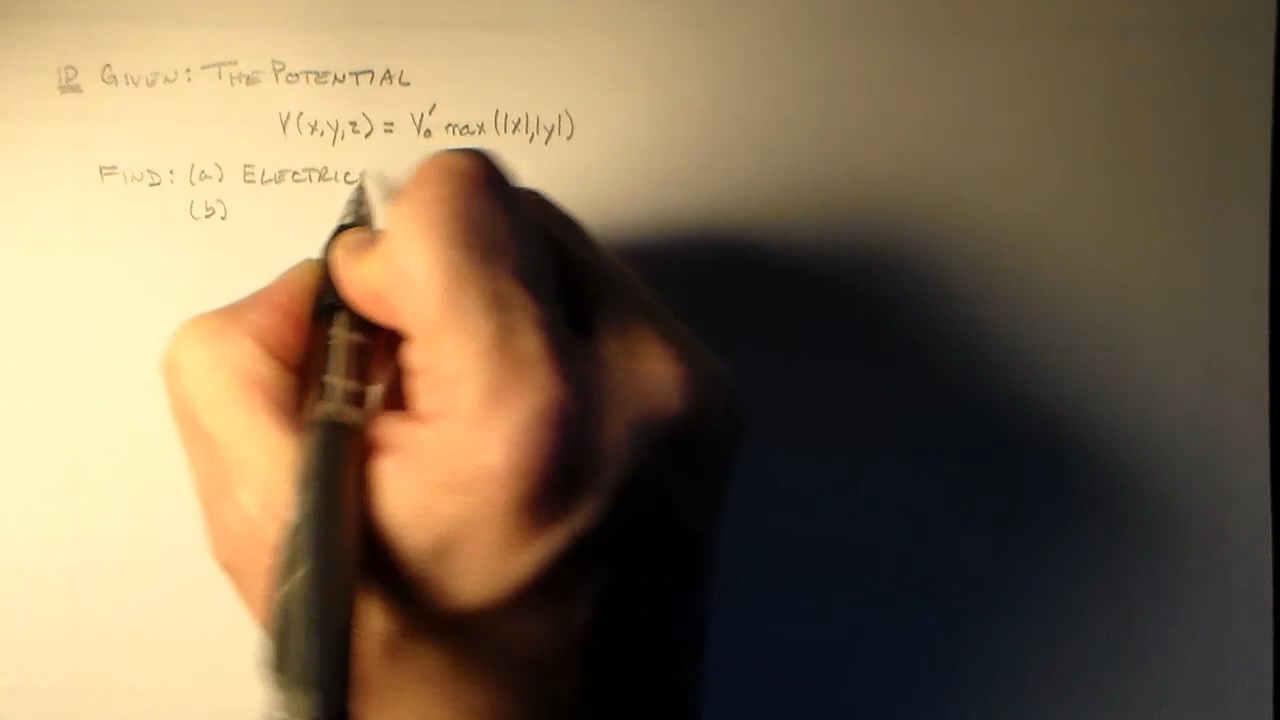 1D GIVEN: THE POTENTIAL
V(x,y,z) = V₀′ max(|x|,|y|)
FIND: (a) ELECTRIC
(b)